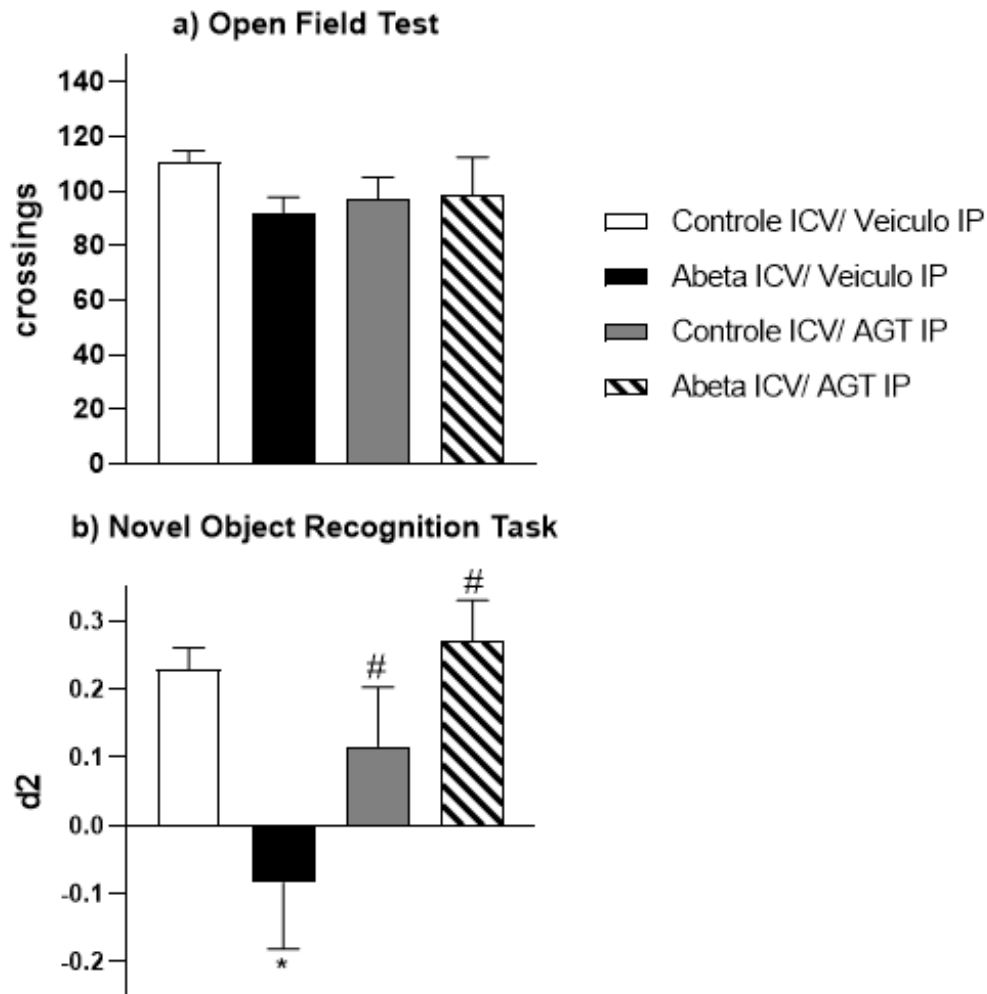 a) Open Field Test
140
120
100
80
60
40
20
0
crossings
Controle ICV/ Veiculo IP
Abeta ICV/ Veiculo IP
Controle ICV/ AGT IP
Abeta ICV/ AGT IP
b) Novel Object Recognition Task
0.3
0.2
0.1
0.0
-0.1
-0.2
d2
#
#
*